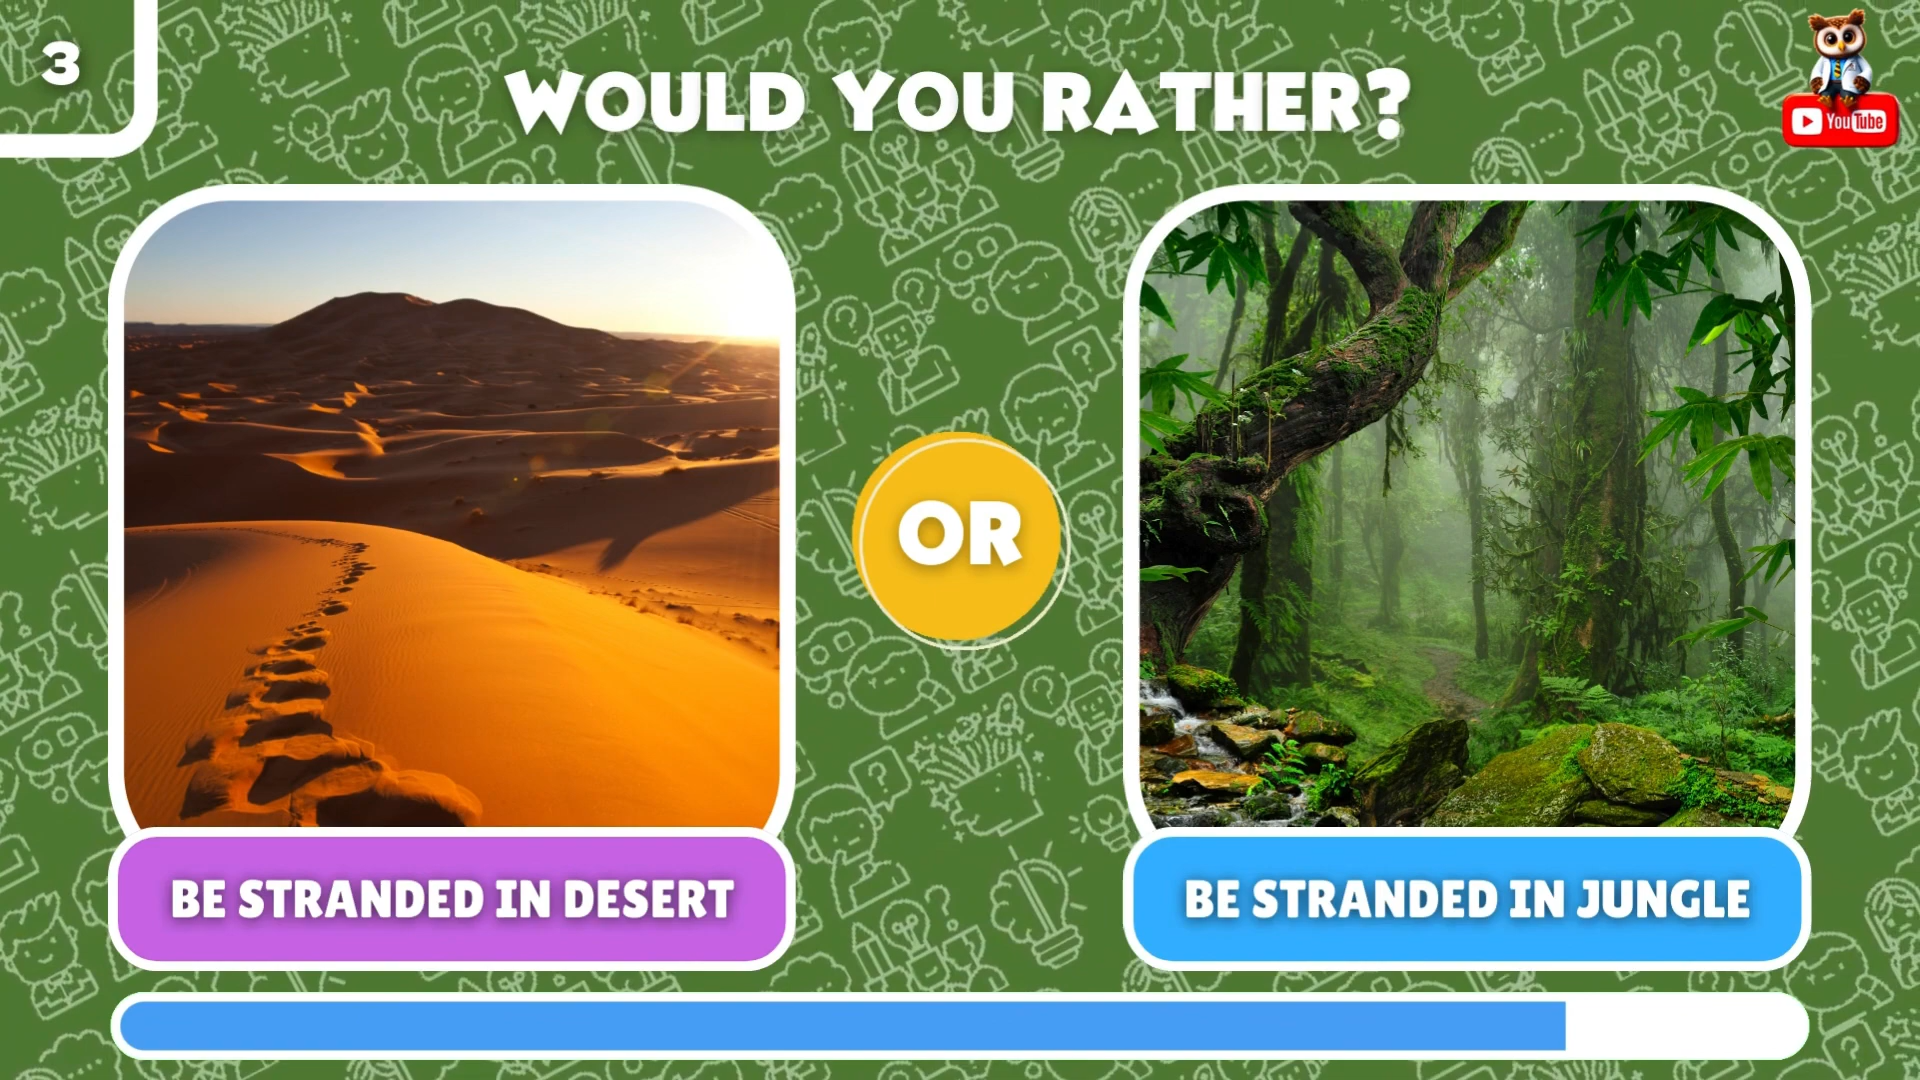 3
WOULD YOU RATHER?
YouTube
OR
BE STRANDED IN DESERT
BE STRANDED IN JUNGLE